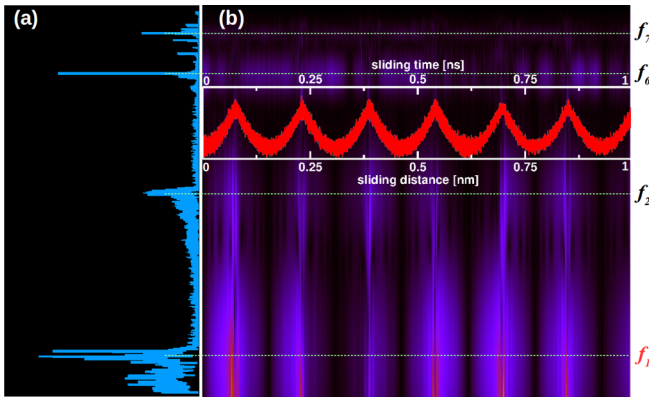 (a)
(b)
f7
f6
sliding time [ns]
0 0.25 0.5 0.75 1
0 0.25 0.5 0.75 1
sliding distance [nm]
f2
f1